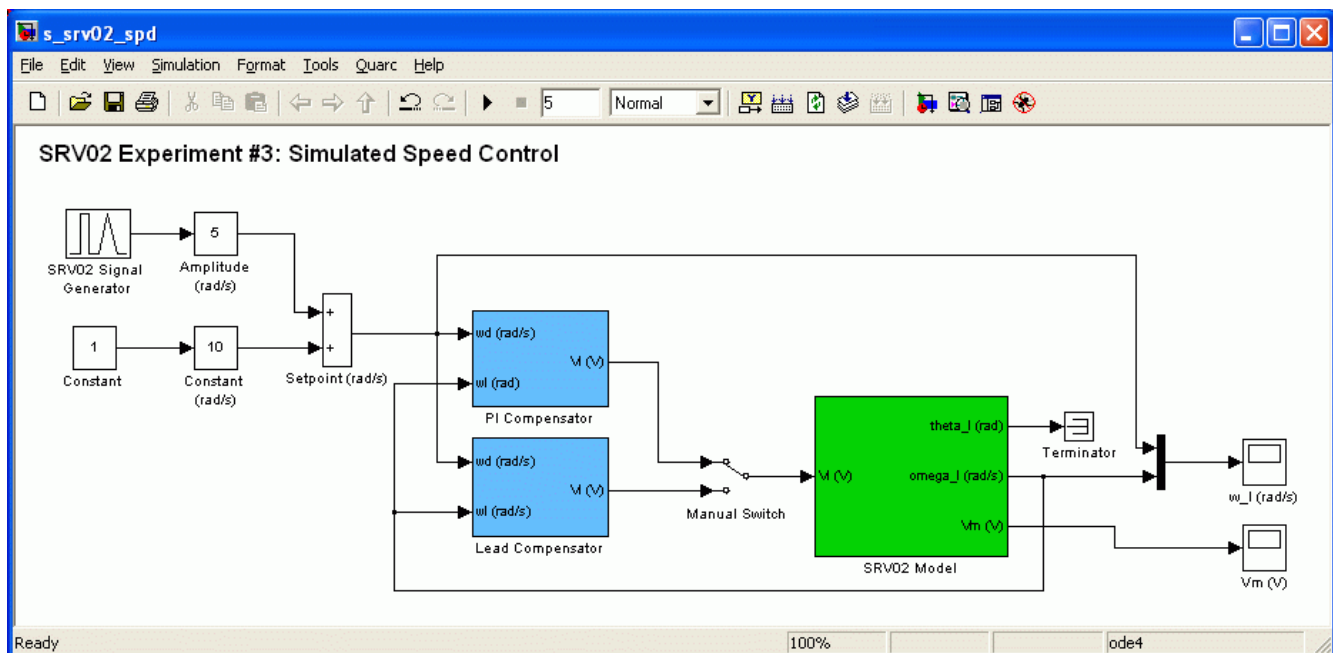 s_srv02_spd
File Edit View Simulation Format Tools Quarc Help
5 Normal
SRV02 Experiment #3: Simulated Speed Control
SRV02 Signal
Generator
5
Amplitude
(rad/s)
1
Constant
10
Constant
(rad/s)
+
+
Setpoint (rad/s)
wd (rad/s)
Vl (V)
wl (rad)
PI Compensator
wd (rad/s)
Vl (V)
wl (rad/s)
Lead Compensator
Manual Switch
Vl (V)
theta_l (rad)
omega_l (rad/s)
Vm (V)
SRV02 Model
Terminator
w_l (rad/s)
Vm (V)
Ready 100% ode4